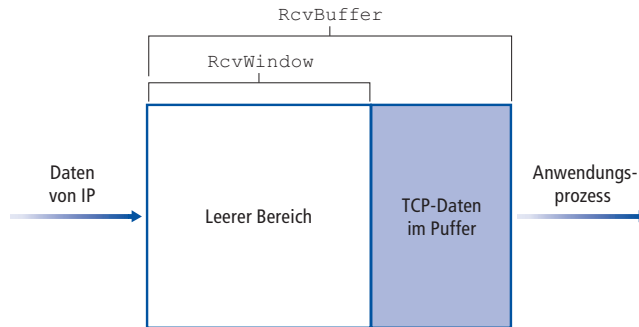 RcvBuffer
RcvWindow
Daten
von IP
Leerer Bereich
TCP-Daten
im Puffer
Anwendungs-
prozess